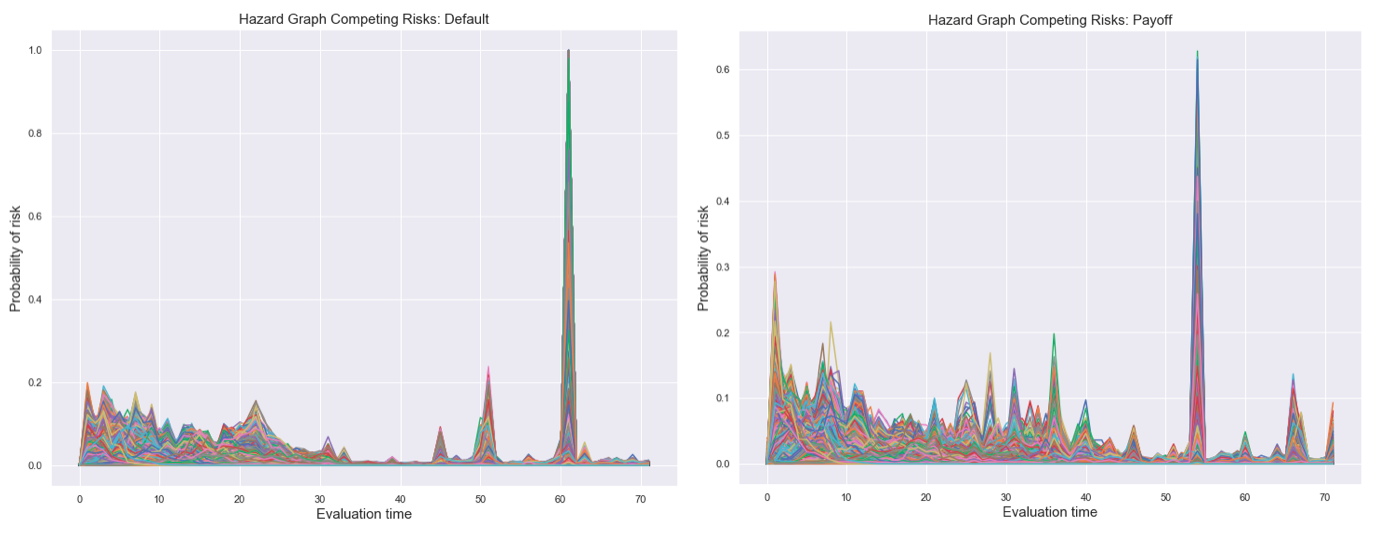 Hazard Graph Competing Risks: Default
1.0
0.8
0.6
0.4
0.2
0.0
Probability of risk
0 10 20 30 40 50 60 70
Evaluation time
Hazard Graph Competing Risks: Payoff
0.6
0.5
0.4
0.3
0.2
0.1
0.0
Probability of risk
0 10 20 30 40 50 60 70
Evaluation time